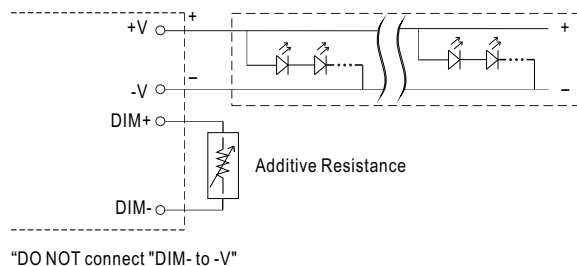 +V + +
-V – –
DIM+
Additive Resistance
DIM-
“DO NOT connect "DIM- to -V"